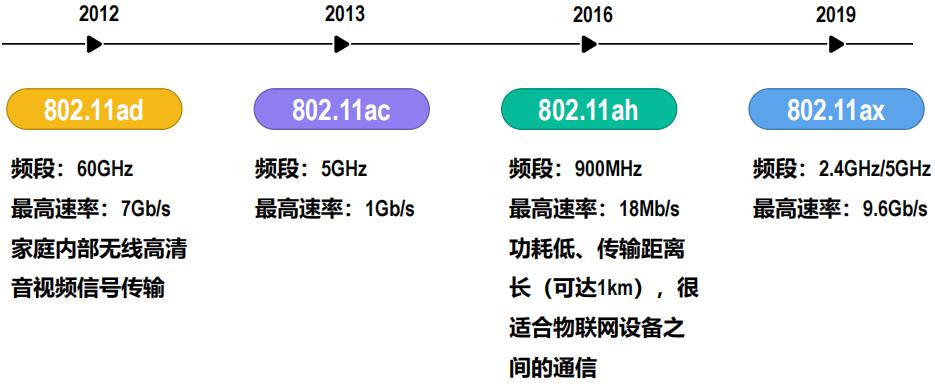 2012
2013
2016
2019
802.11ad
802.11ac
802.11ah
802.11ax
频段：60GHz
最高速率：7Gb/s
家庭内部无线高清
音视频信号传输
频段：5GHz
最高速率：1Gb/s
频段：900MHz
最高速率：18Mb/s
功耗低、传输距离
长（可达1km），很
适合物联网设备之
间的通信
频段：2.4GHz/5GHz
最高速率：9.6Gb/s